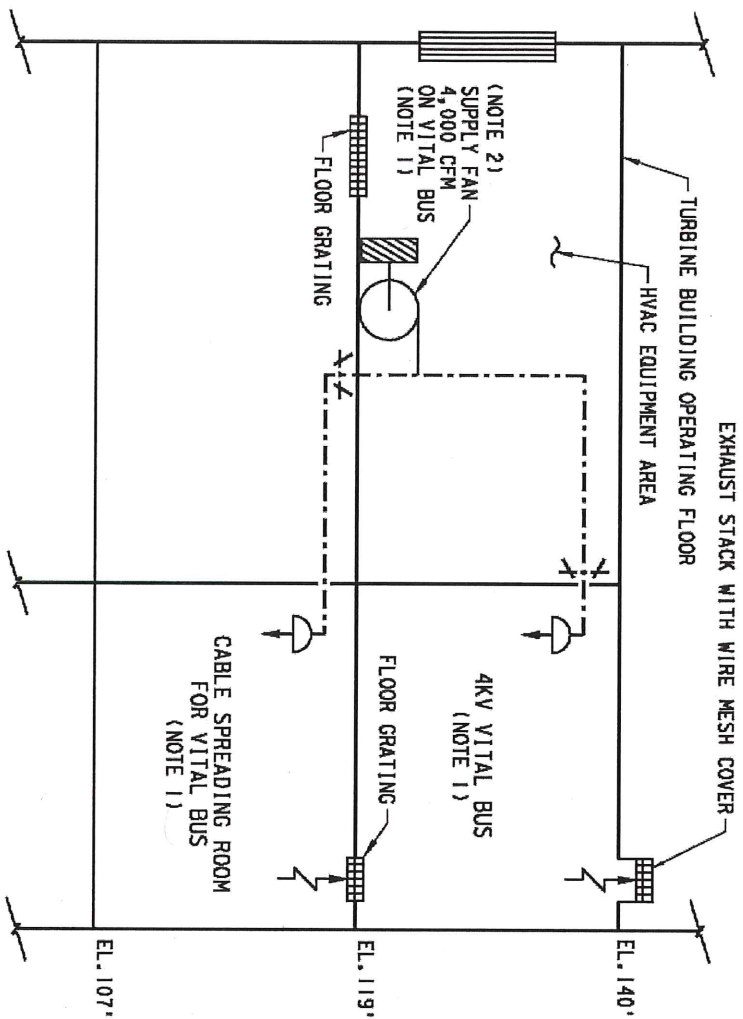 EXHAUST STACK WITH WIRE MESH COVER
TURBINE BUILDING OPERATING FLOOR
HVAC EQUIPMENT AREA
(NOTE 2)
SUPPLY FAN
4,000 CFM
ON VITAL BUS
(NOTE 1)
FLOOR GRATING
4KV VITAL BUS
(NOTE 1)
FLOOR GRATING
CABLE SPREADING ROOM
FOR VITAL BUS
(NOTE 1)
EL. 140'
EL. 119'
EL. 107'